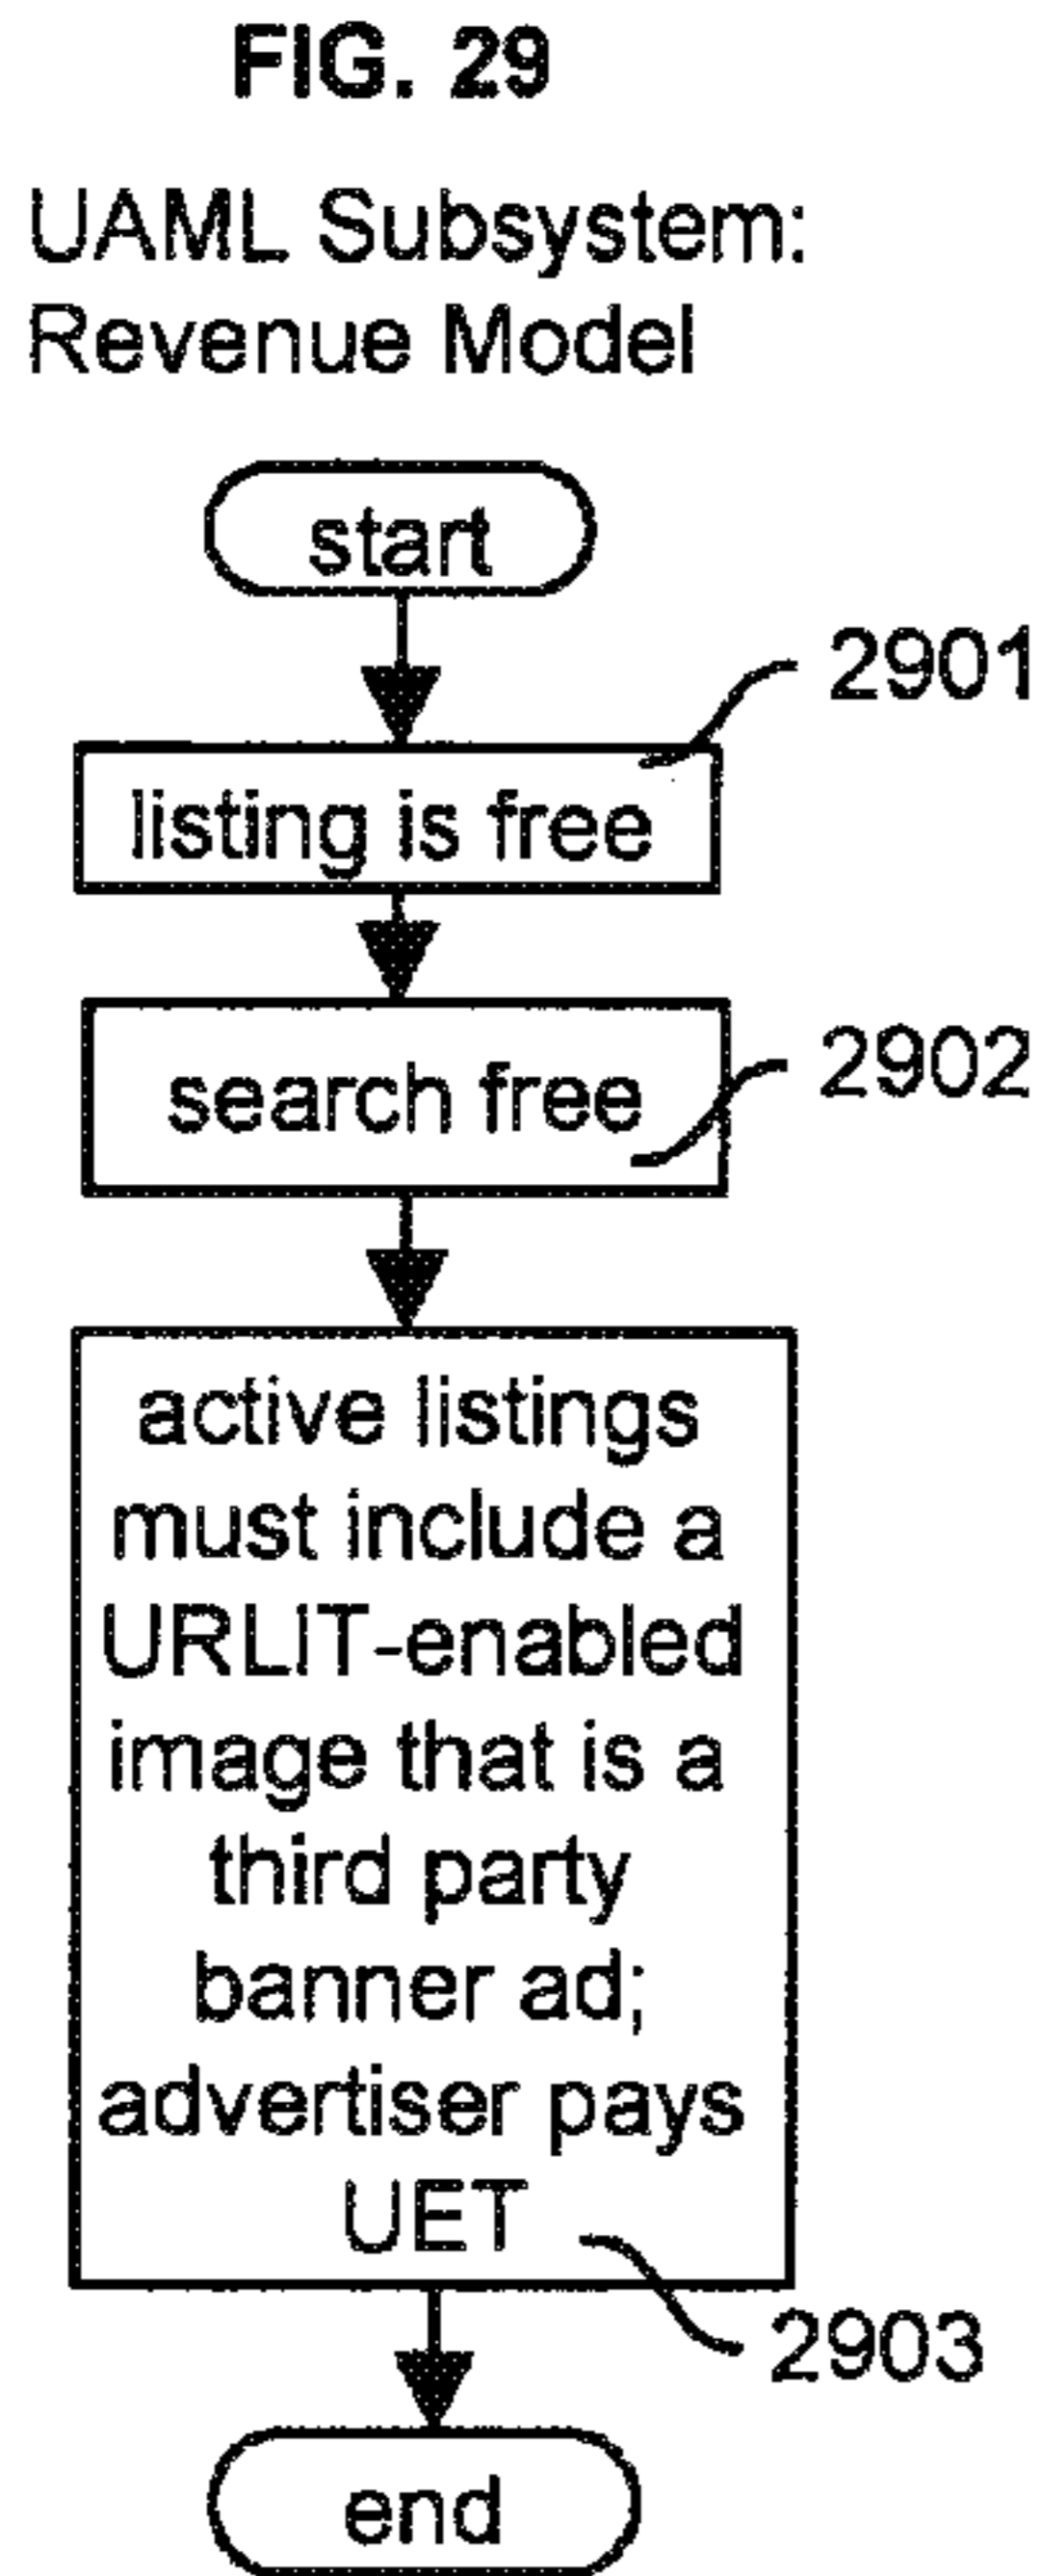 FIG. 29
UAML Subsystem:
Revenue Model
start
2901
listing is free
2902
search free
active listings
must include a
URLIT-enabled
image that is a
third party
banner ad;
advertiser pays
UET
2903
end